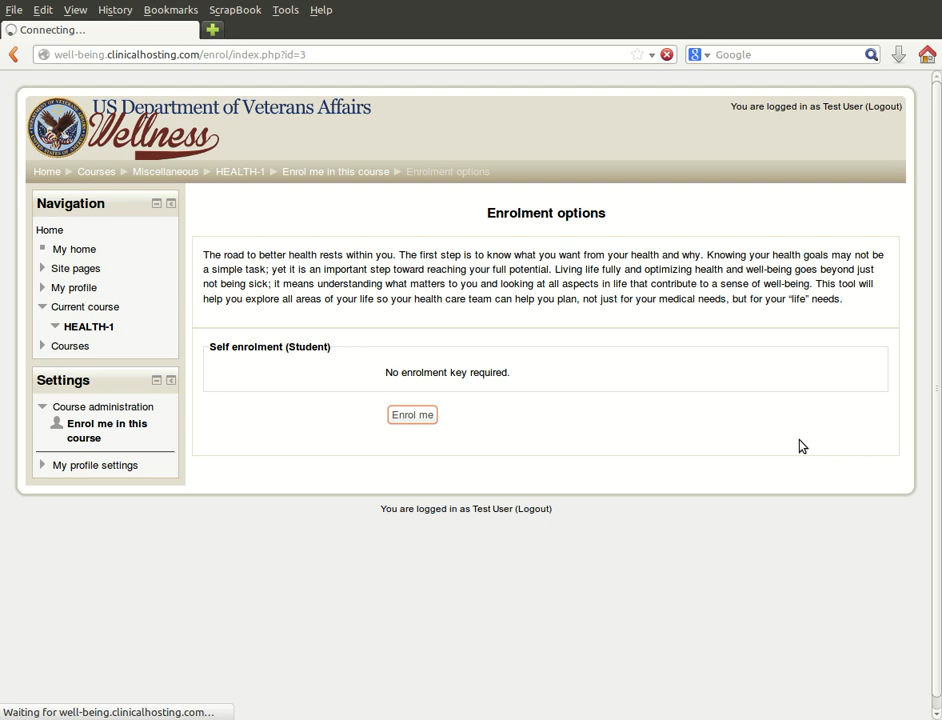 File Edit View History Bookmarks ScrapBook Tools Help
Connecting...
well-being.clinicalhosting.com/enrol/index.php?id=3
Google
US Department of Veterans Affairs
Wellness
You are logged in as Test User (Logout)
Home Courses Miscellaneous HEALTH-1 Enrol me in this course Enrolment options
Navigation
Home
My home
Site pages
My profile
Current course
HEALTH-1
Courses
Settings
Course administration
Enrol me in this
course
My profile settings
Enrolment options
The road to better health rests within you. The first step is to know what you want from your health and why. Knowing your health goals may not be
a simple task; yet it is an important step toward reaching your full potential. Living life fully and optimizing health and well-being goes beyond just
not being sick; it means understanding what matters to you and looking at all aspects in life that contribute to a sense of well-being. This tool will
help you explore all areas of your life so your health care team can help you plan, not just for your medical needs, but for your “life” needs.
Self enrolment (Student)
No enrolment key required.
Enrol me
You are logged in as Test User (Logout)
Waiting for well-being.clinicalhosting.com...